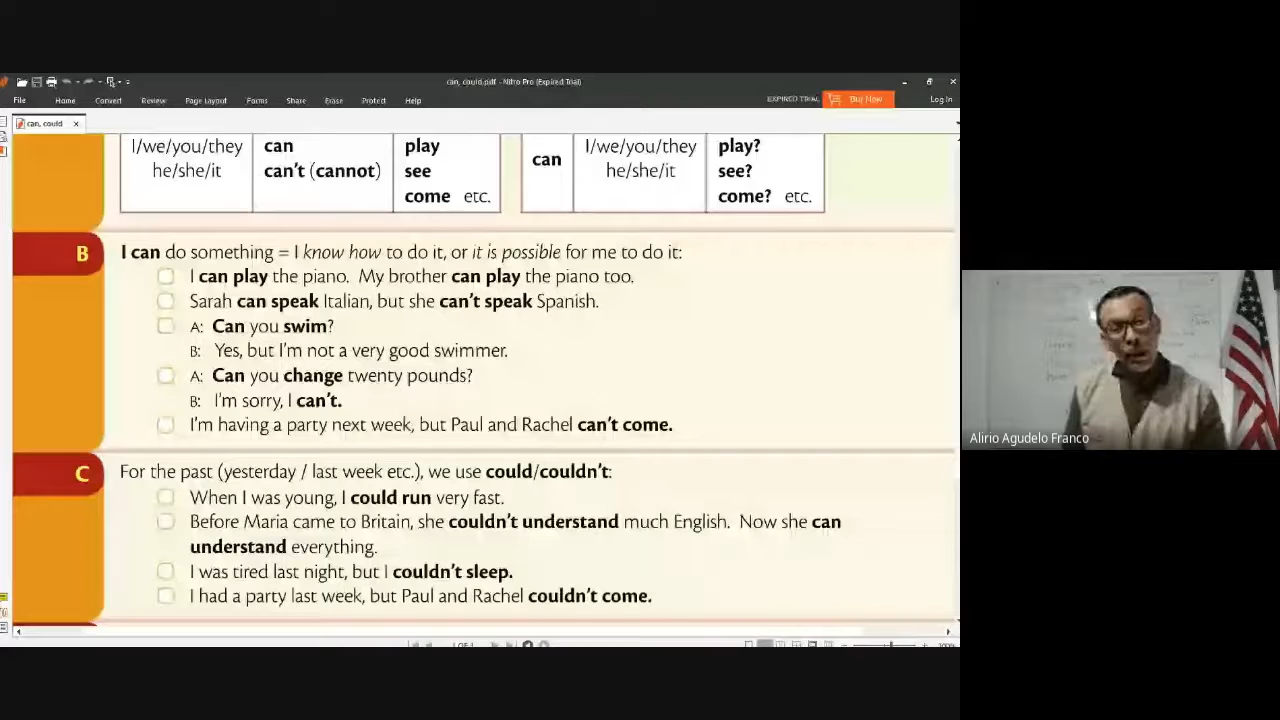 can, could.pdf - Nitro Pro (Expired Trial)
File Home Convert Review Page Layout Forms Share Erase Protect Help EXPIRED TRIAL Buy Now Log In
can, could ×
I/we/you/they can play I/we/you/they play?
he/she/it can't (cannot) see can he/she/it see?
come etc. come? etc.
B I can do something = I know how to do it, or it is possible for me to do it:
I can play the piano. My brother can play the piano too.
Sarah can speak Italian, but she can't speak Spanish.
A: Can you swim?
B: Yes, but I'm not a very good swimmer.
A: Can you change twenty pounds?
B: I'm sorry, I can't.
I'm having a party next week, but Paul and Rachel can't come.
Alirio Agudelo Franco
C For the past (yesterday / last week etc.), we use could/couldn't:
When I was young, I could run very fast.
Before Maria came to Britain, she couldn't understand much English. Now she can
understand everything.
I was tired last night, but I couldn't sleep.
I had a party last week, but Paul and Rachel couldn't come.
1 OF 1